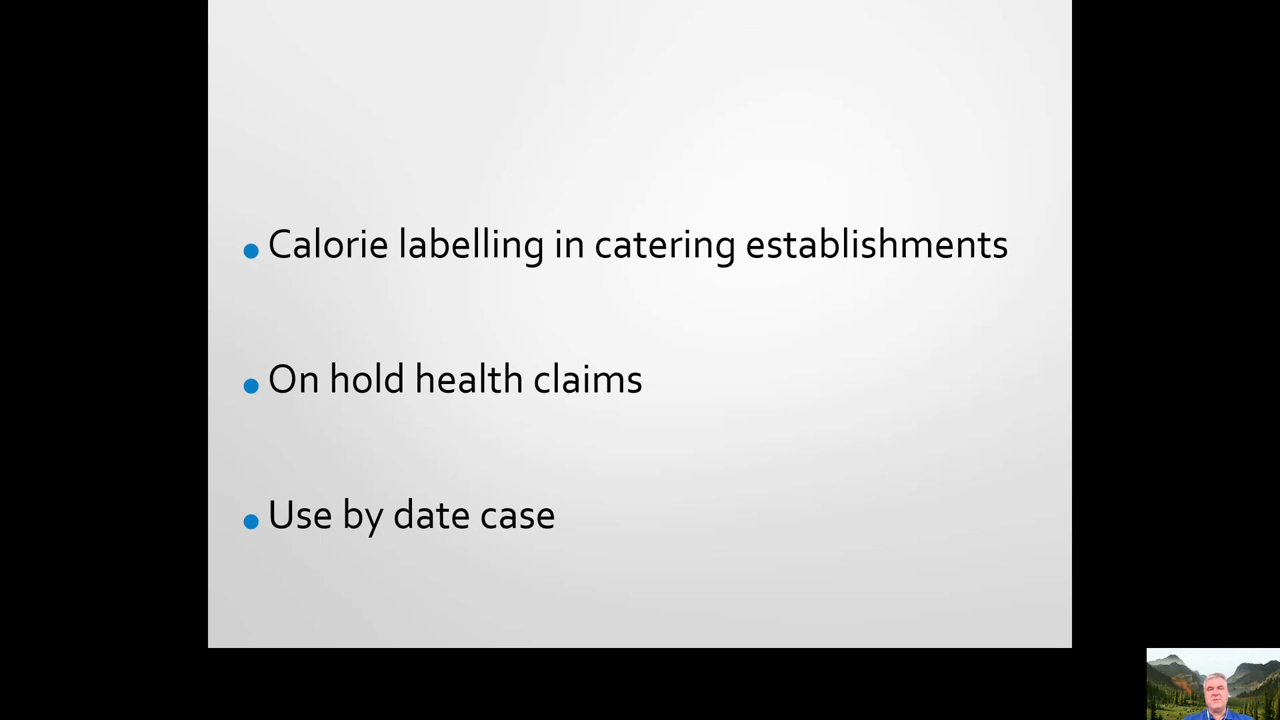 Calorie labelling in catering establishments
On hold health claims
Use by date case